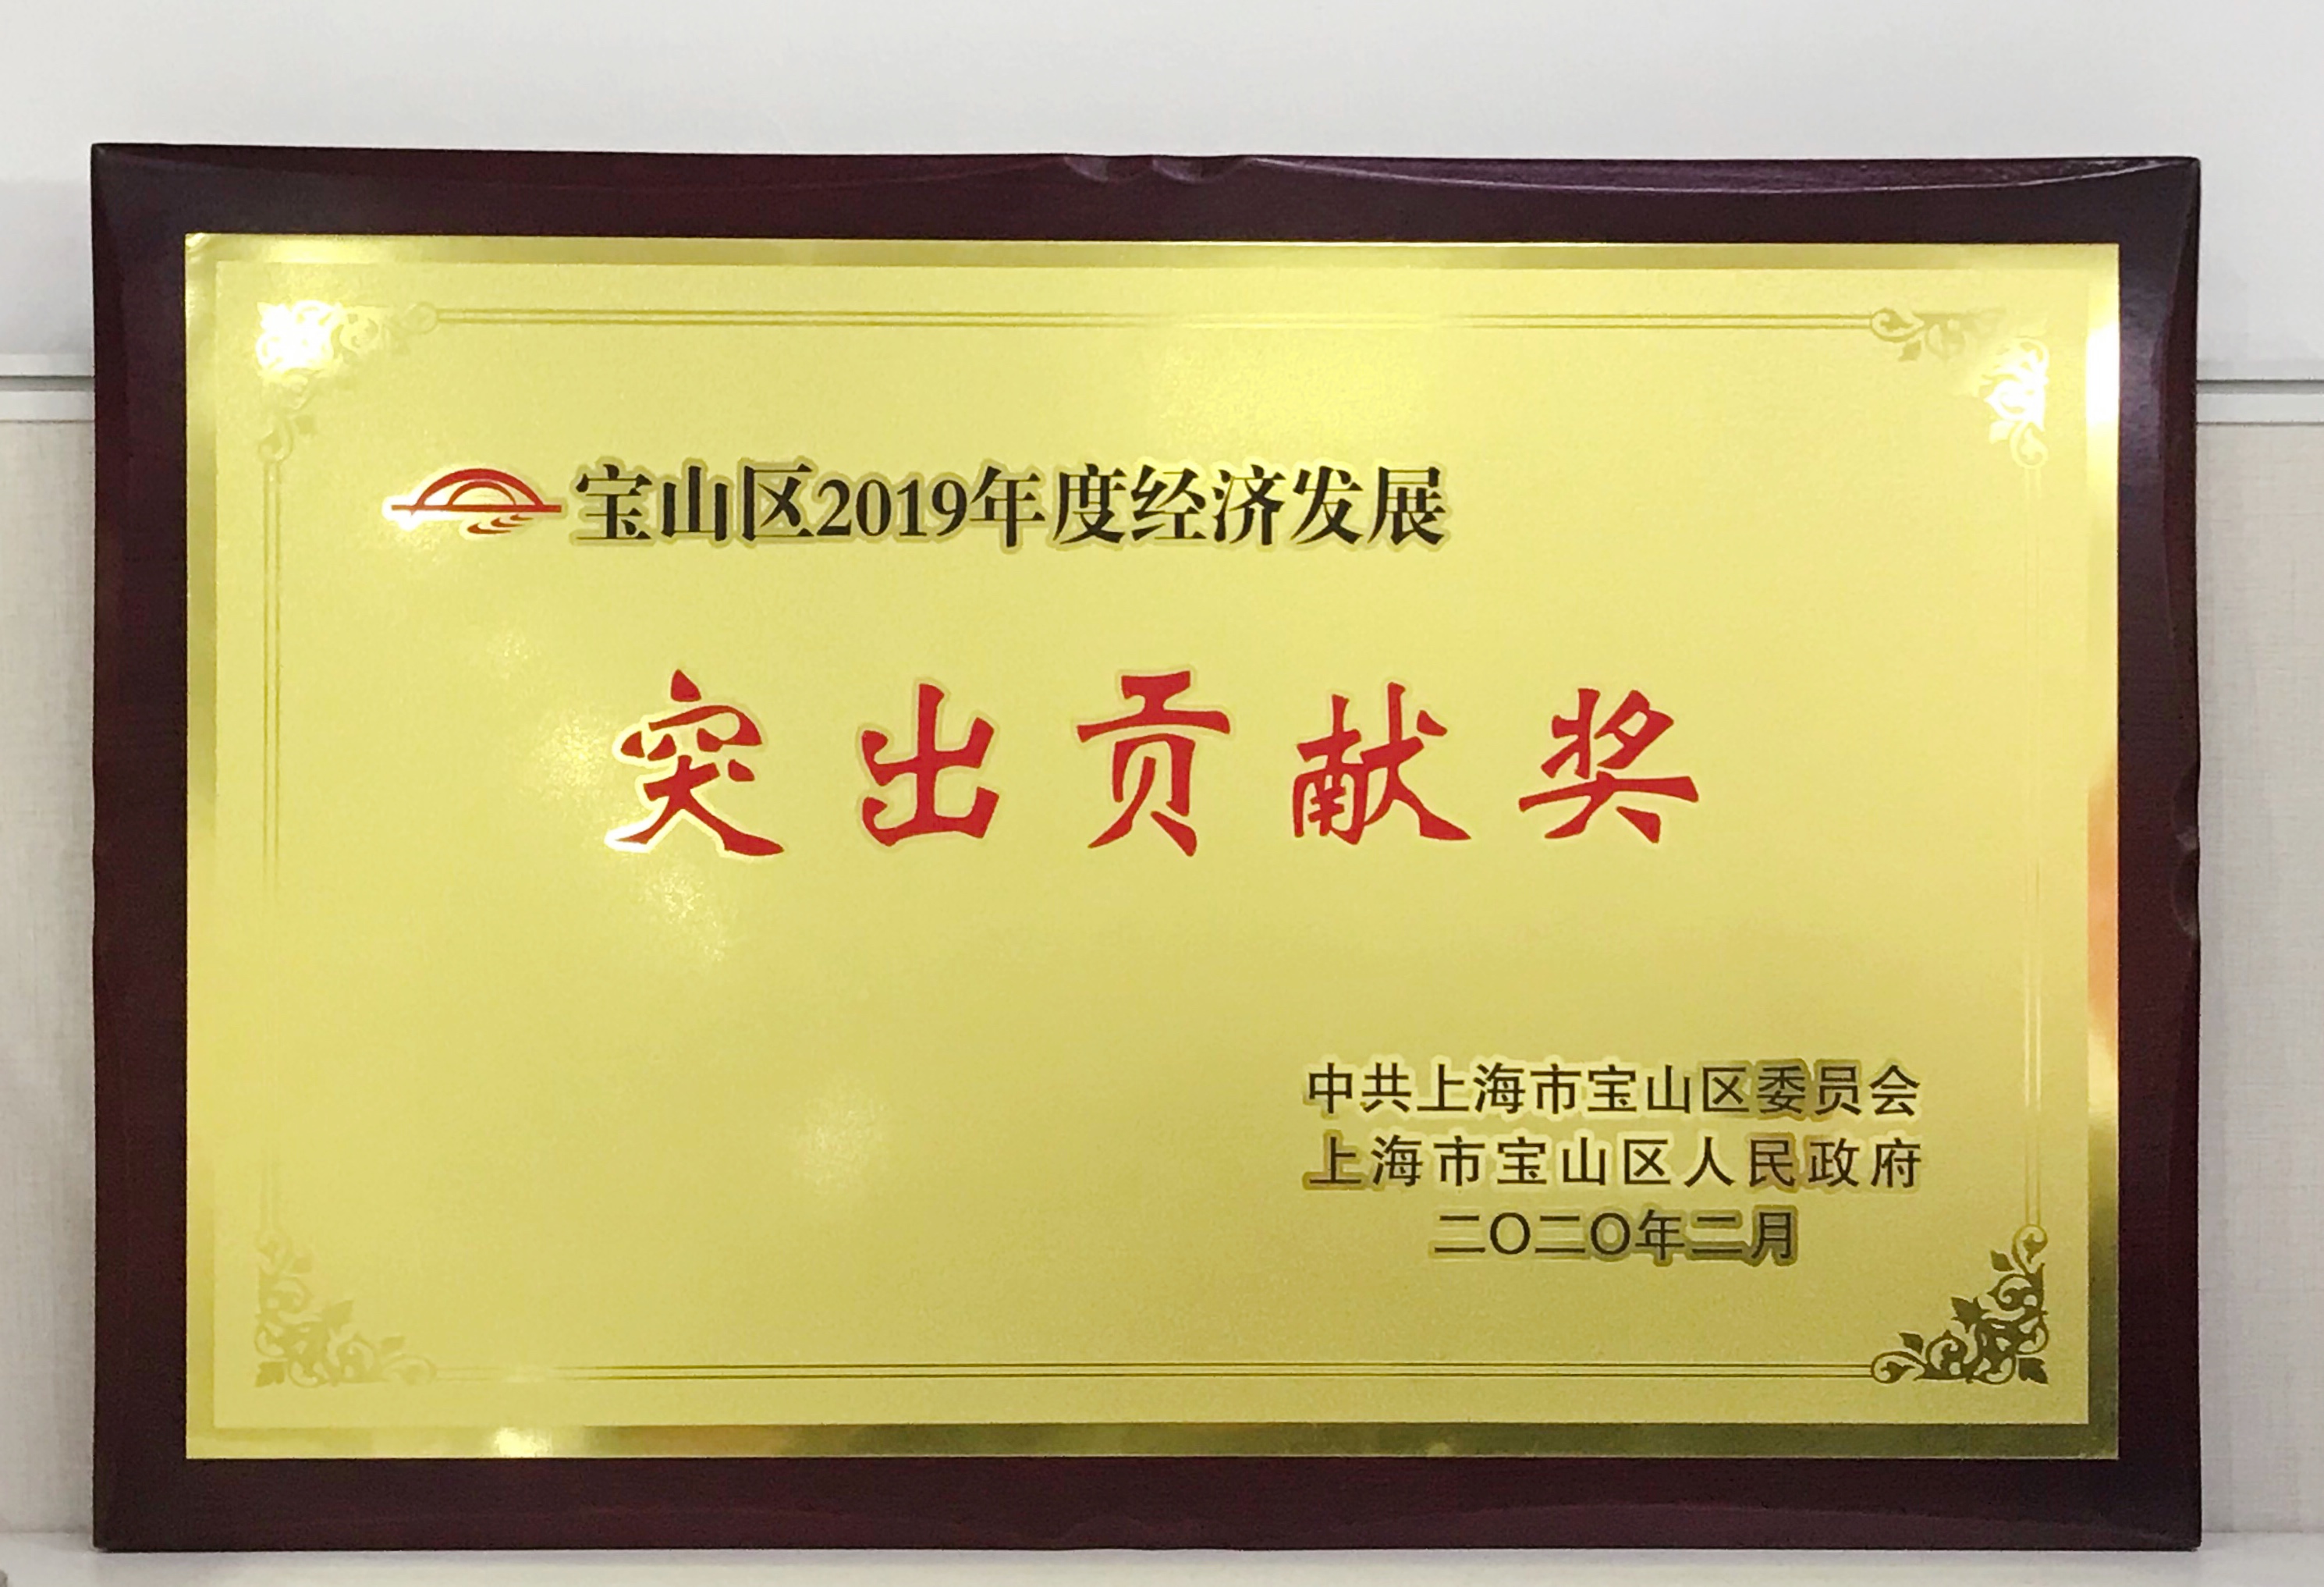 宝山区2019年度经济发展
突出贡献奖
中共上海市宝山区委员会
上海市宝山区人民政府
二〇二〇年二月